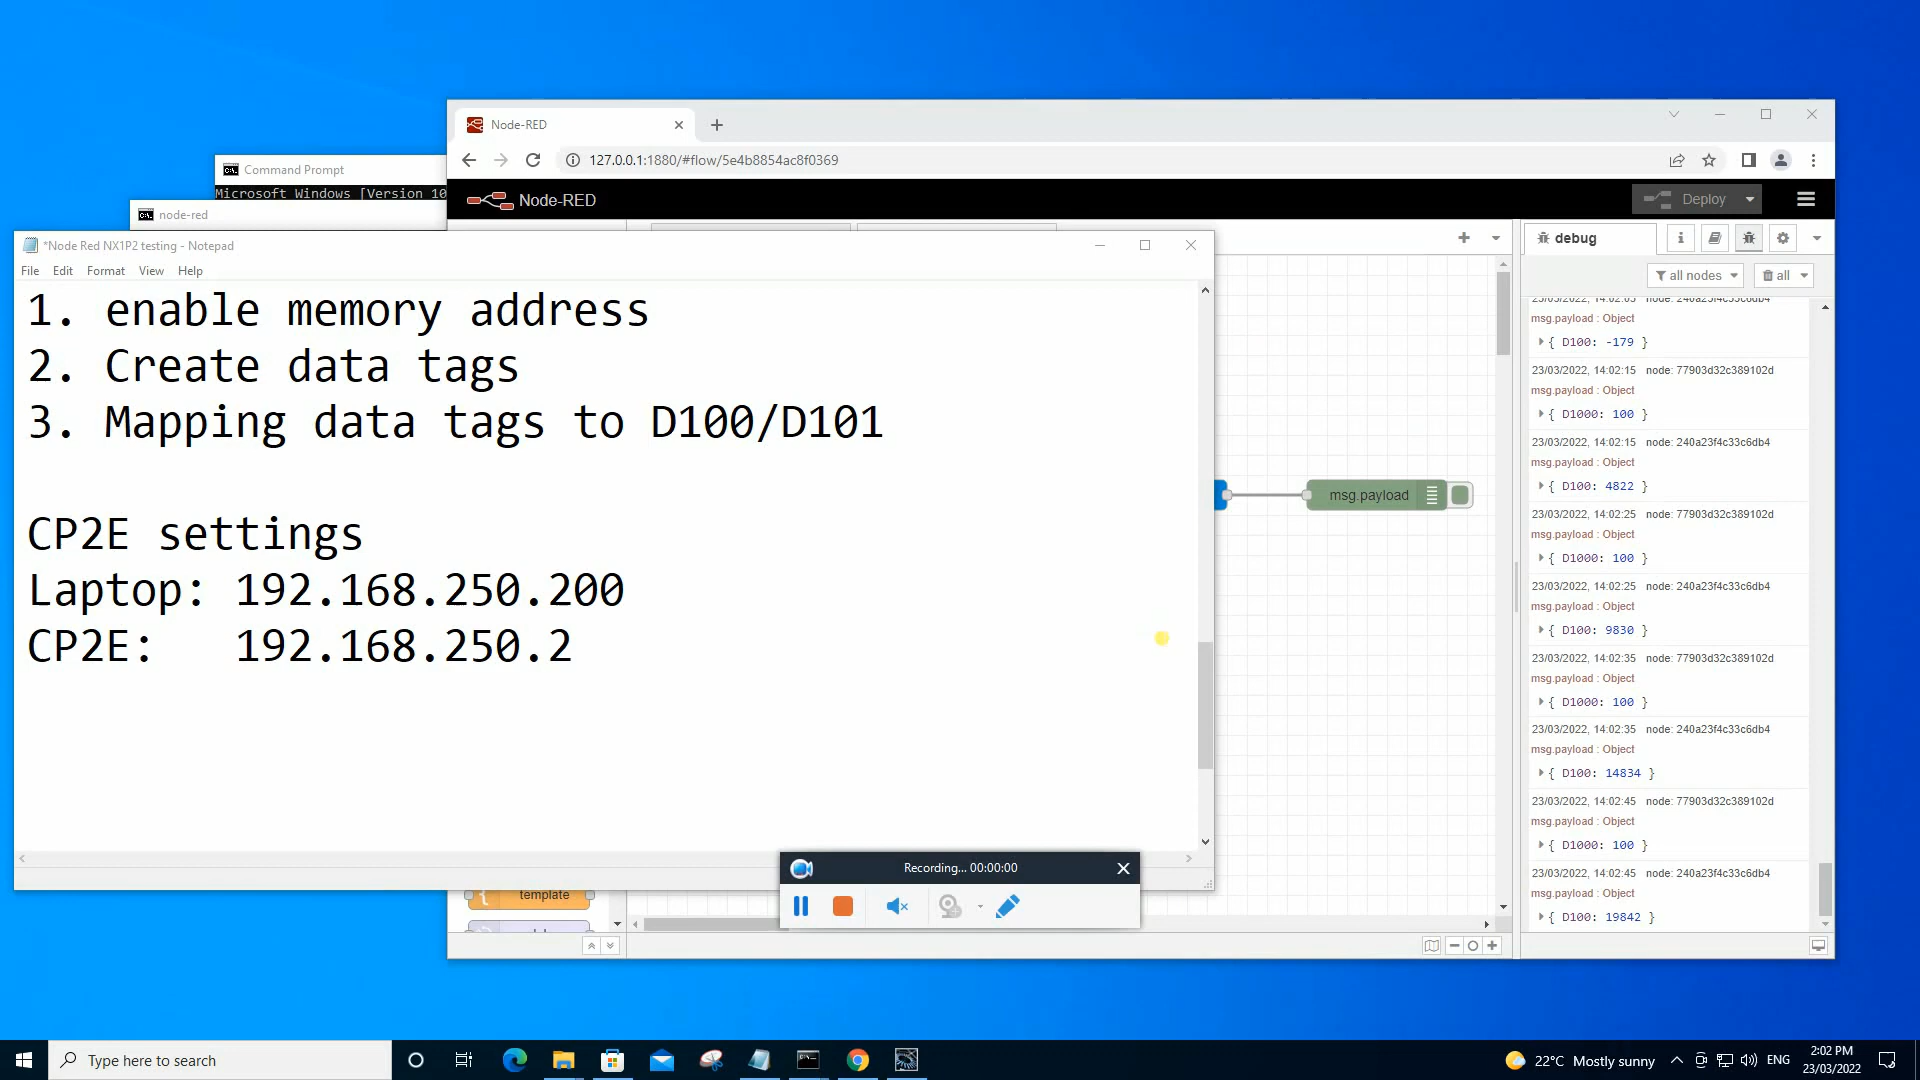 Node-RED
127.0.0.1:1880/#flow/5e4b8854ac8f0369
Command Prompt
Microsoft Windows [Version 10
node-red
Node-RED
Deploy
*Node Red NX1P2 testing - Notepad
File Edit Format View Help
1. enable memory address
2. Create data tags
3. Mapping data tags to D100/D101
CP2E settings
Laptop: 192.168.250.200
CP2E: 192.168.250.2
msg.payload
template
debug
all nodes
all
23/03/2022, 14:02:05 node: 240a23f4c33c6db4
msg.payload : Object
{ D100: -179 }
23/03/2022, 14:02:15 node: 77903d32c389102d
msg.payload : Object
{ D1000: 100 }
23/03/2022, 14:02:15 node: 240a23f4c33c6db4
msg.payload : Object
{ D100: 4822 }
23/03/2022, 14:02:25 node: 77903d32c389102d
msg.payload : Object
{ D1000: 100 }
23/03/2022, 14:02:25 node: 240a23f4c33c6db4
msg.payload : Object
{ D100: 9830 }
23/03/2022, 14:02:35 node: 77903d32c389102d
msg.payload : Object
{ D1000: 100 }
23/03/2022, 14:02:35 node: 240a23f4c33c6db4
msg.payload : Object
{ D100: 14834 }
23/03/2022, 14:02:45 node: 77903d32c389102d
msg.payload : Object
{ D1000: 100 }
23/03/2022, 14:02:45 node: 240a23f4c33c6db4
msg.payload : Object
{ D100: 19842 }
Recording... 00:00:00
Type here to search
22°C Mostly sunny
ENG
2:02 PM
23/03/2022